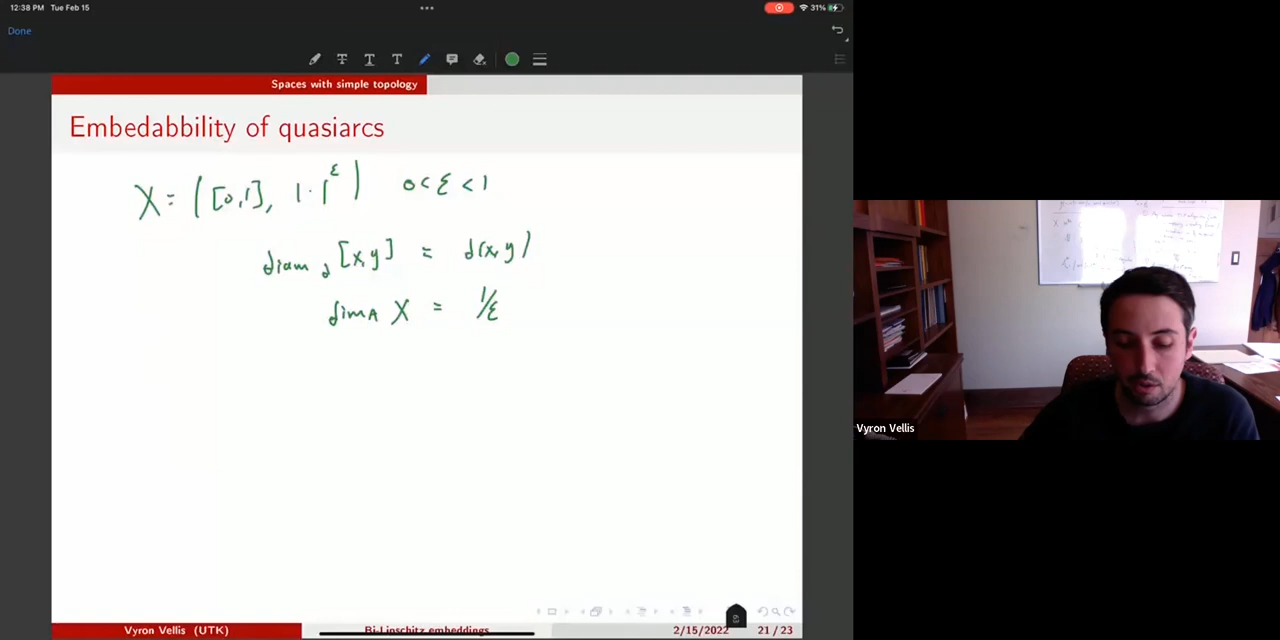 12:38 PM Tue Feb 15
31%
Done
Spaces with simple topology
Embedabbility of quasiarcs
X = ([0,1], |·|^ε) 0<ε<1
diam_d [x,y] = d(x,y)
dim_A X = 1/ε
Vyron Vellis
63
Vyron Vellis (UTK)
Bi-Lipschitz embeddings
2/15/2022
21 / 23